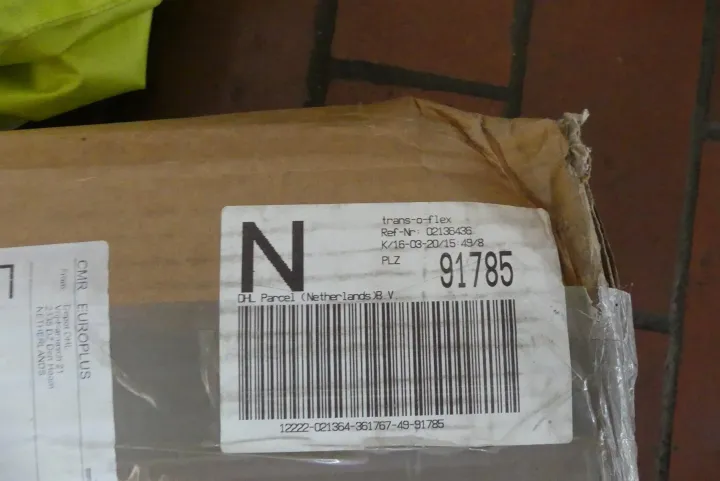 N
trans-o-flex
Ref-Nr: 02136436
K/16-03-20/15:49/8
PLZ
91785
DHL Parcel (Netherlands)B V
12222-021364-361767-49-91785
CMR EUROPLUS
From:
21
NETHERLANDS